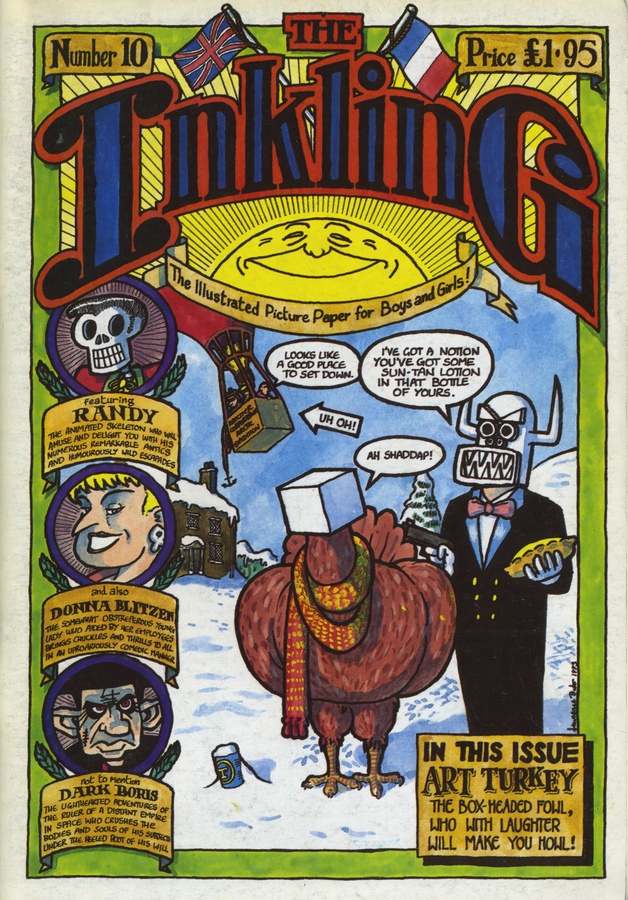 Number 10
THE
Price £1·95
InklinG
The Illustrated Picture Paper for Boys and Girls!
LOOKS LIKE
A GOOD PLACE
TO SET DOWN.
I'VE GOT A NOTION
YOU'VE GOT SOME
SUN-TAN LOTION
IN THAT BOTTLE
OF YOURS.
UH OH!
AH SHADDAP!
featuring
RANDY
THE ANIMATED SKELETON WHO WILL
AMUSE AND DELIGHT YOU WITH HIS
NUMEROUS REMARKABLE ANTICS
AND HUMOUROUSLY WILD ESCAPADES
and also
DONNA BLITZEN
THE SOMEWHAT OBSTREPEROUS YOUNG
LADY WHO AIDED BY HER EMPLOYERS
BRINGS CHUCKLES AND THRILLS TO ALL
IN AN UPROARIOUSLY COMEDIC MANNER
not to mention
DARK BORIS
THE LIGHTHEARTED ADVENTURES OF
THE RULER OF A DISTANT EMPIRE
IN SPACE WHO CRUSHES THE
BODIES AND SOULS OF HIS SUBJECTS
UNDER THE HEELED BOOT OF HIS WILL
IN THIS ISSUE
ART TURKEY
THE BOX-HEADED FOWL,
WHO WITH LAUGHTER
WILL MAKE YOU HOWL!